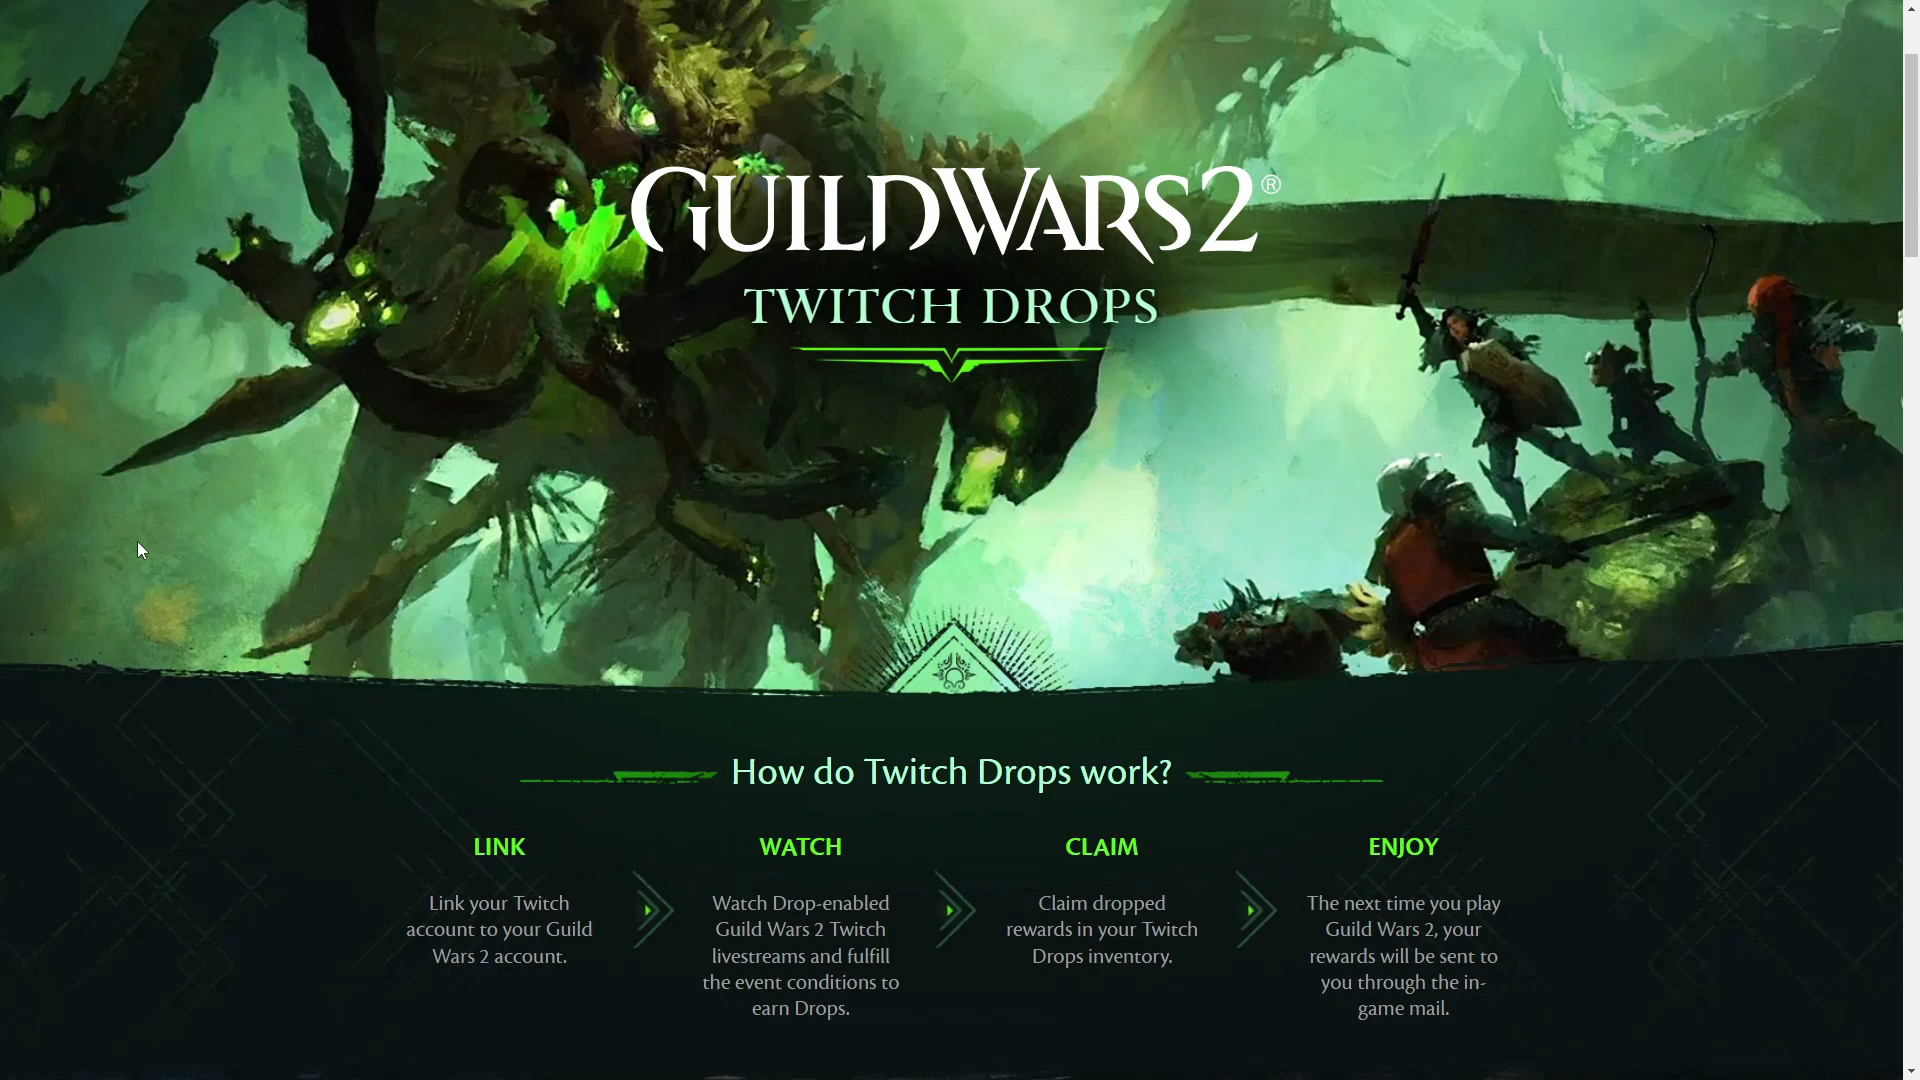 GUILDWARS2®
TWITCH DROPS
How do Twitch Drops work?
LINK
Link your Twitch
account to your Guild
Wars 2 account.
WATCH
Watch Drop-enabled
Guild Wars 2 Twitch
livestreams and fulfill
the event conditions to
earn Drops.
CLAIM
Claim dropped
rewards in your Twitch
Drops inventory.
ENJOY
The next time you play
Guild Wars 2, your
rewards will be sent to
you through the in-
game mail.